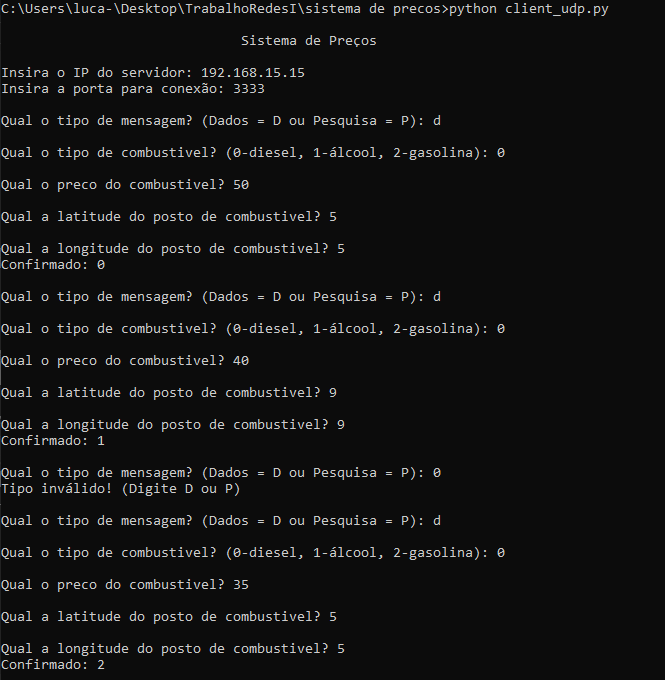 C:\Users\luca-\Desktop\TrabalhoRedesI\sistema de precos>python client_udp.py
Sistema de Preços
Insira o IP do servidor: 192.168.15.15
Insira a porta para conexão: 3333
Qual o tipo de mensagem? (Dados = D ou Pesquisa = P): d
Qual o tipo de combustivel? (0-diesel, 1-álcool, 2-gasolina): 0
Qual o preco do combustivel? 50
Qual a latitude do posto de combustivel? 5
Qual a longitude do posto de combustivel? 5
Confirmado: 0
Qual o tipo de mensagem? (Dados = D ou Pesquisa = P): d
Qual o tipo de combustivel? (0-diesel, 1-álcool, 2-gasolina): 0
Qual o preco do combustivel? 40
Qual a latitude do posto de combustivel? 9
Qual a longitude do posto de combustivel? 9
Confirmado: 1
Qual o tipo de mensagem? (Dados = D ou Pesquisa = P): 0
Tipo inválido! (Digite D ou P)
Qual o tipo de mensagem? (Dados = D ou Pesquisa = P): d
Qual o tipo de combustivel? (0-diesel, 1-álcool, 2-gasolina): 0
Qual o preco do combustivel? 35
Qual a latitude do posto de combustivel? 5
Qual a longitude do posto de combustivel? 5
Confirmado: 2